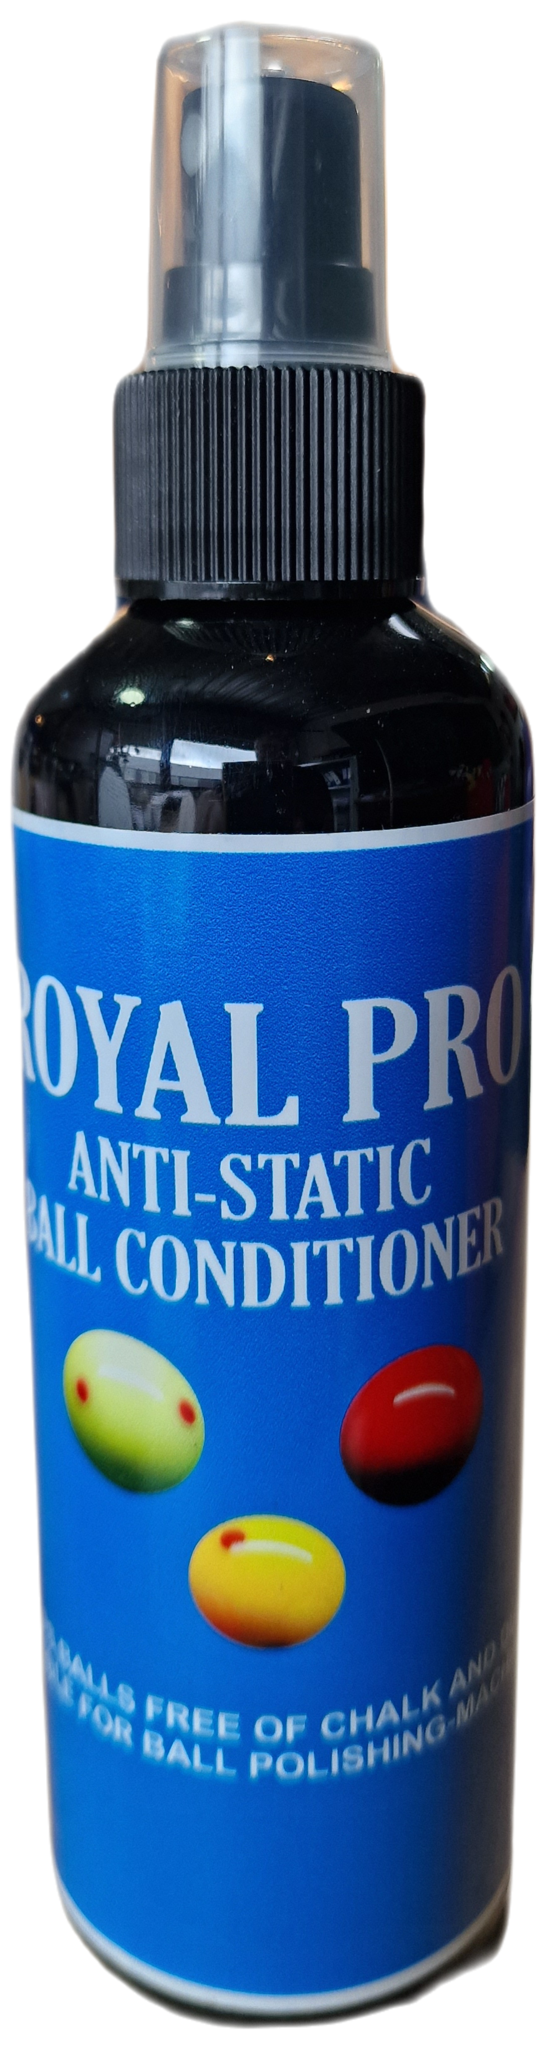 ROYAL PRO
ANTI-STATIC
BALL CONDITIONER
BALLS FREE OF CHALK AND
FOR BALL POLISHING-